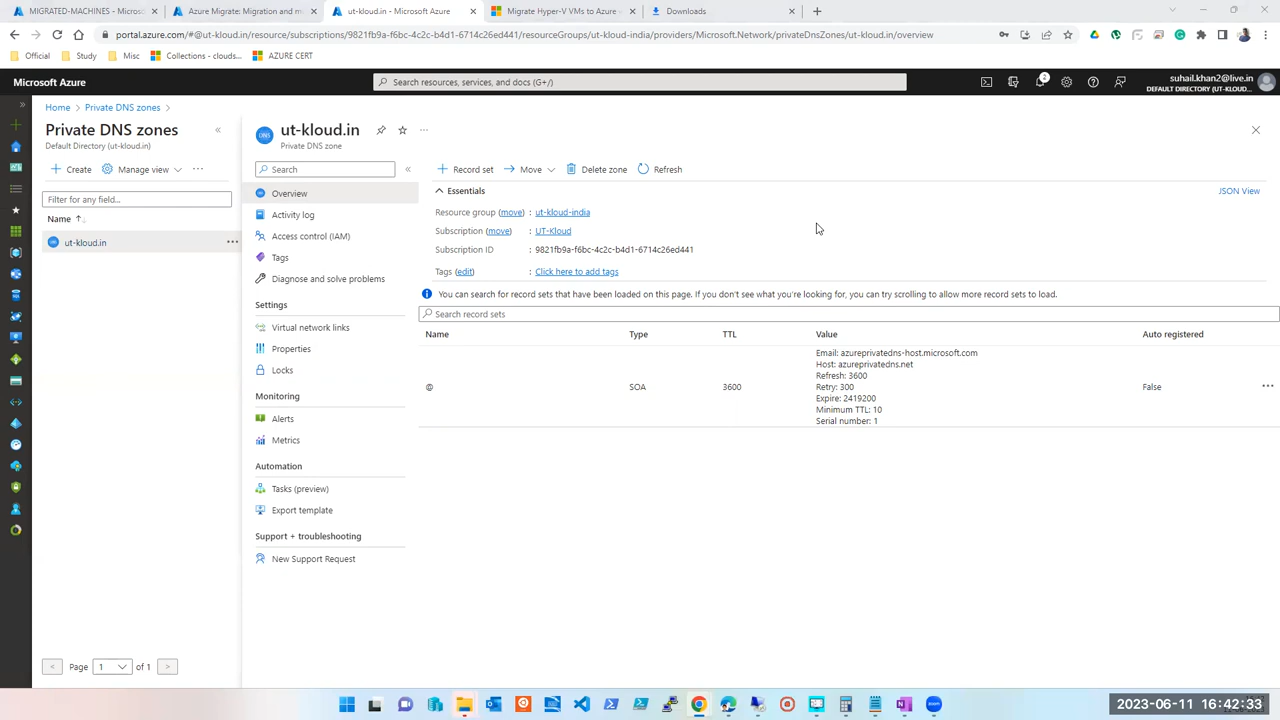 MIGRATED-MACHINES - Microso
Azure Migrate: Migration and m
ut-kloud.in - Microsoft Azure
Migrate Hyper-V VMs to Azure
Downloads
portal.azure.com/#@ut-kloud.in/resource/subscriptions/9821fb9a-f6bc-4c2c-b4d1-6714c26ed441/resourceGroups/ut-kloud-india/providers/Microsoft.Network/privateDnsZones/ut-kloud.in/overview
Official
Study
Misc
Collections - clouds...
AZURE CERT
Microsoft Azure
Search resources, services, and docs (G+/)
2
suhail.khan2@live.in
DEFAULT DIRECTORY (UT-KLOUD....
Home > Private DNS zones >
Private DNS zones
Default Directory (ut-kloud.in)
Create
Manage view
Filter for any field...
Name
ut-kloud.in
Page 1 of 1
DNS
ut-kloud.in
Private DNS zone
Search
Overview
Activity log
Access control (IAM)
Tags
Diagnose and solve problems
Settings
Virtual network links
Properties
Locks
Monitoring
Alerts
Metrics
Automation
Tasks (preview)
Export template
Support + troubleshooting
New Support Request
Record set
Move
Delete zone
Refresh
Essentials
JSON View
Resource group (move) : ut-kloud-india
Subscription (move) : UT-Kloud
Subscription ID : 9821fb9a-f6bc-4c2c-b4d1-6714c26ed441
Tags (edit) : Click here to add tags
You can search for record sets that have been loaded on this page. If you don't see what you're looking for, you can try scrolling to allow more record sets to load.
Search record sets
Name Type TTL Value Auto registered
@ SOA 3600
Email: azureprivatedns-host.microsoft.com
Host: azureprivatedns.net
Refresh: 3600
Retry: 300
Expire: 2419200
Minimum TTL: 10
Serial number: 1
False
2023-06-11 16:42:33